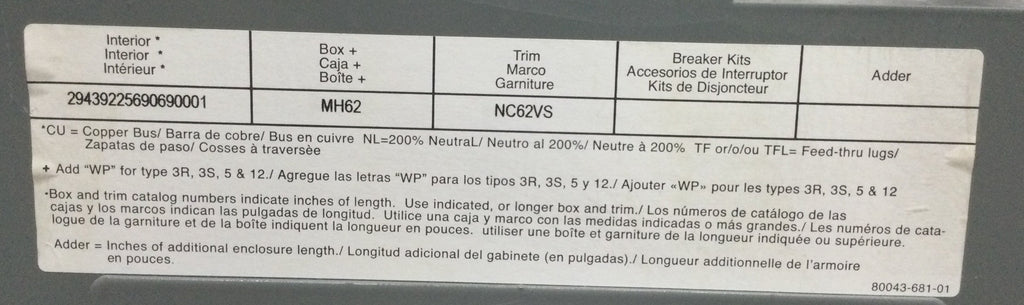 Interior *
Interior *
Intérieur *
Box +
Caja +
Boîte +
Trim
Marco
Garniture
Breaker Kits
Accesorios de Interruptor
Kits de Disjoncteur
Adder
29439225690690001
MH62
NC62VS
*CU = Copper Bus/ Barra de cobre/ Bus en cuivre NL=200% NeutraL/ Neutro al 200%/ Neutre à 200% TF or/o/ou TFL= Feed-thru lugs/
Zapatas de paso/ Cosses à traversèe
+ Add "WP" for type 3R, 3S, 5 & 12./ Agregue las letras "WP" para los tipos 3R, 3S, 5 y 12./ Ajouter «WP» pour les types 3R, 3S, 5 & 12
·Box and trim catalog numbers indicate inches of length. Use indicated, or longer box and trim./ Los números de catálogo de las
cajas y los marcos indican las pulgadas de longitud. Utilice una caja y marco con las medidas indicadas o más grandes./ Les numéros de cata-
logue de la garniture et de la boîte indiquent la longueur en pouces. utiliser une boîte et garniture de la longueur indiquée ou supérieure.
Adder = Inches of additional enclosure length./ Longitud adicional del gabinete (en pulgadas)./ Longueur additionnelle de l'armoire
en pouces.
80043-681-01